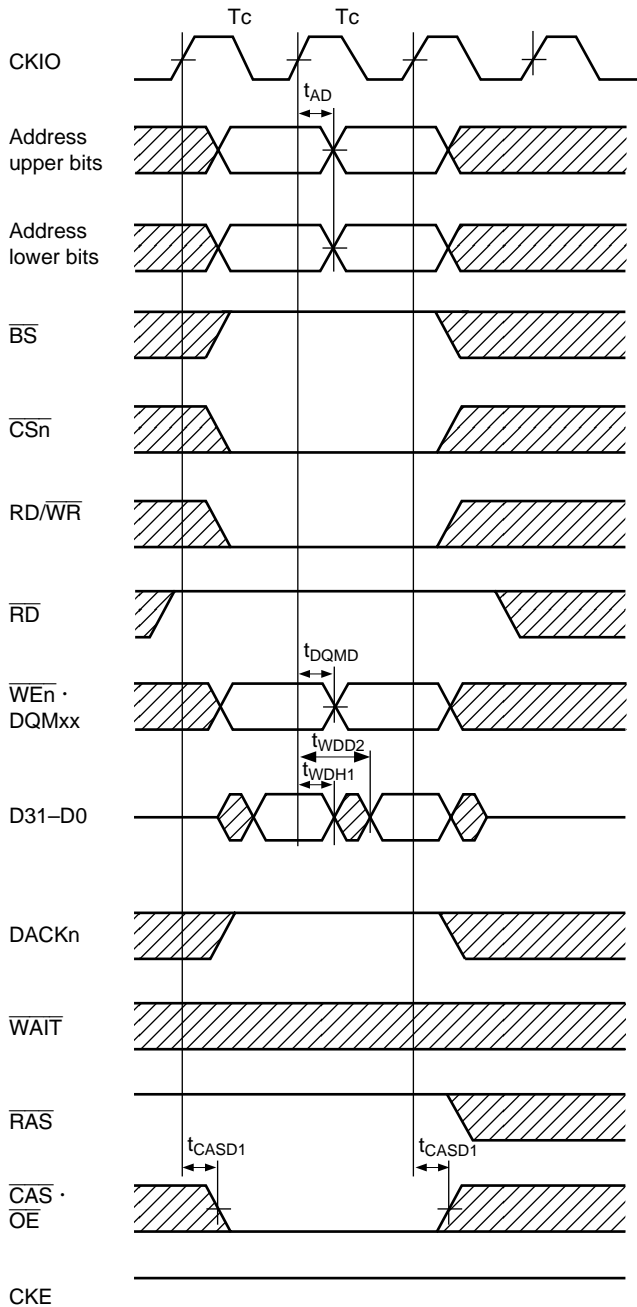 Tc Tc
CKIO
tAD
Address
upper bits
Address
lower bits
BS
CSn
RD/WR
RD
tDQMD
WEn ·
DQMxx
tWDD2
tWDH1
D31–D0
DACKn
WAIT
RAS
tCASD1 tCASD1
CAS ·
OE
CKE